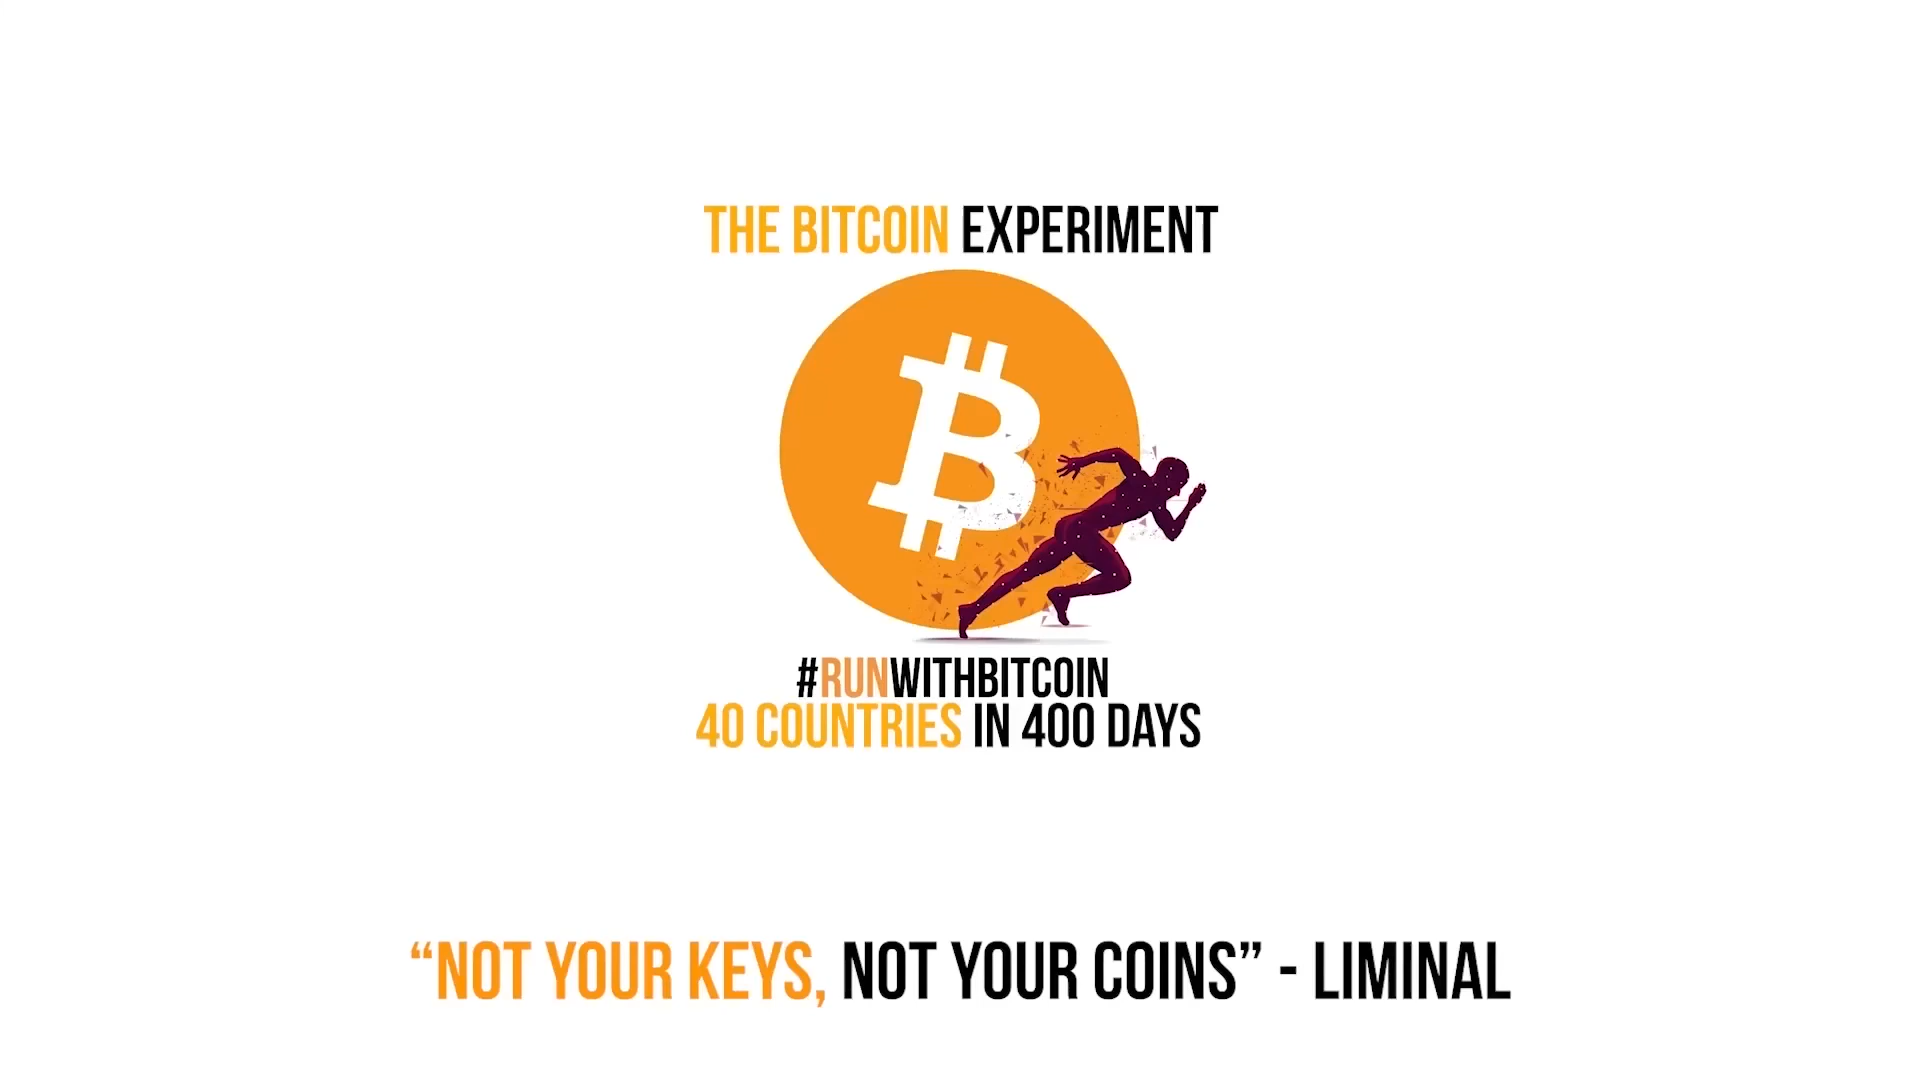 THE BITCOIN EXPERIMENT
#RUNWITHBITCOIN
40 COUNTRIES IN 400 DAYS
“NOT YOUR KEYS, NOT YOUR COINS” - LIMINAL